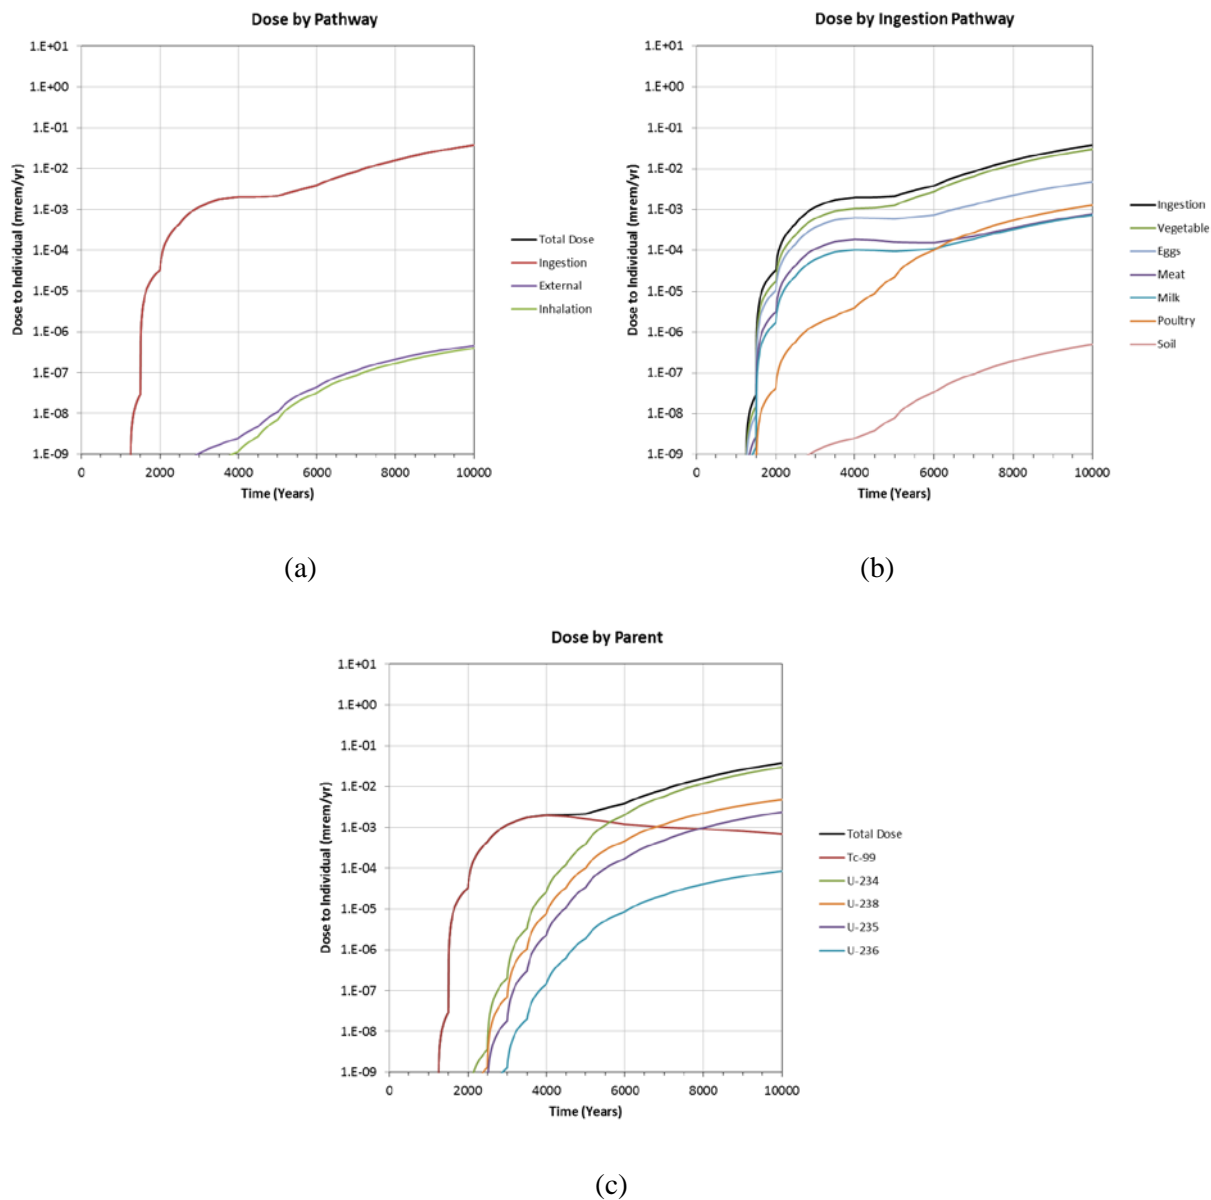 Dose by Pathway
1.E+01
1.E+00
1.E-01
1.E-02
1.E-03
1.E-04
1.E-05
1.E-06
1.E-07
1.E-08
1.E-09
Dose to Individual (mrem/yr)
0 2000 4000 6000 8000 10000
Time (Years)
Total Dose
Ingestion
External
Inhalation
(a)
Dose by Ingestion Pathway
1.E+01
1.E+00
1.E-01
1.E-02
1.E-03
1.E-04
1.E-05
1.E-06
1.E-07
1.E-08
1.E-09
Dose to Individual (mrem/yr)
0 2000 4000 6000 8000 10000
Time (Years)
Ingestion
Vegetable
Eggs
Meat
Milk
Poultry
Soil
(b)
Dose by Parent
1.E+01
1.E+00
1.E-01
1.E-02
1.E-03
1.E-04
1.E-05
1.E-06
1.E-07
1.E-08
1.E-09
Dose to Individual (mrem/yr)
0 2000 4000 6000 8000 10000
Time (Years)
Total Dose
Tc-99
U-234
U-238
U-235
U-236
(c)